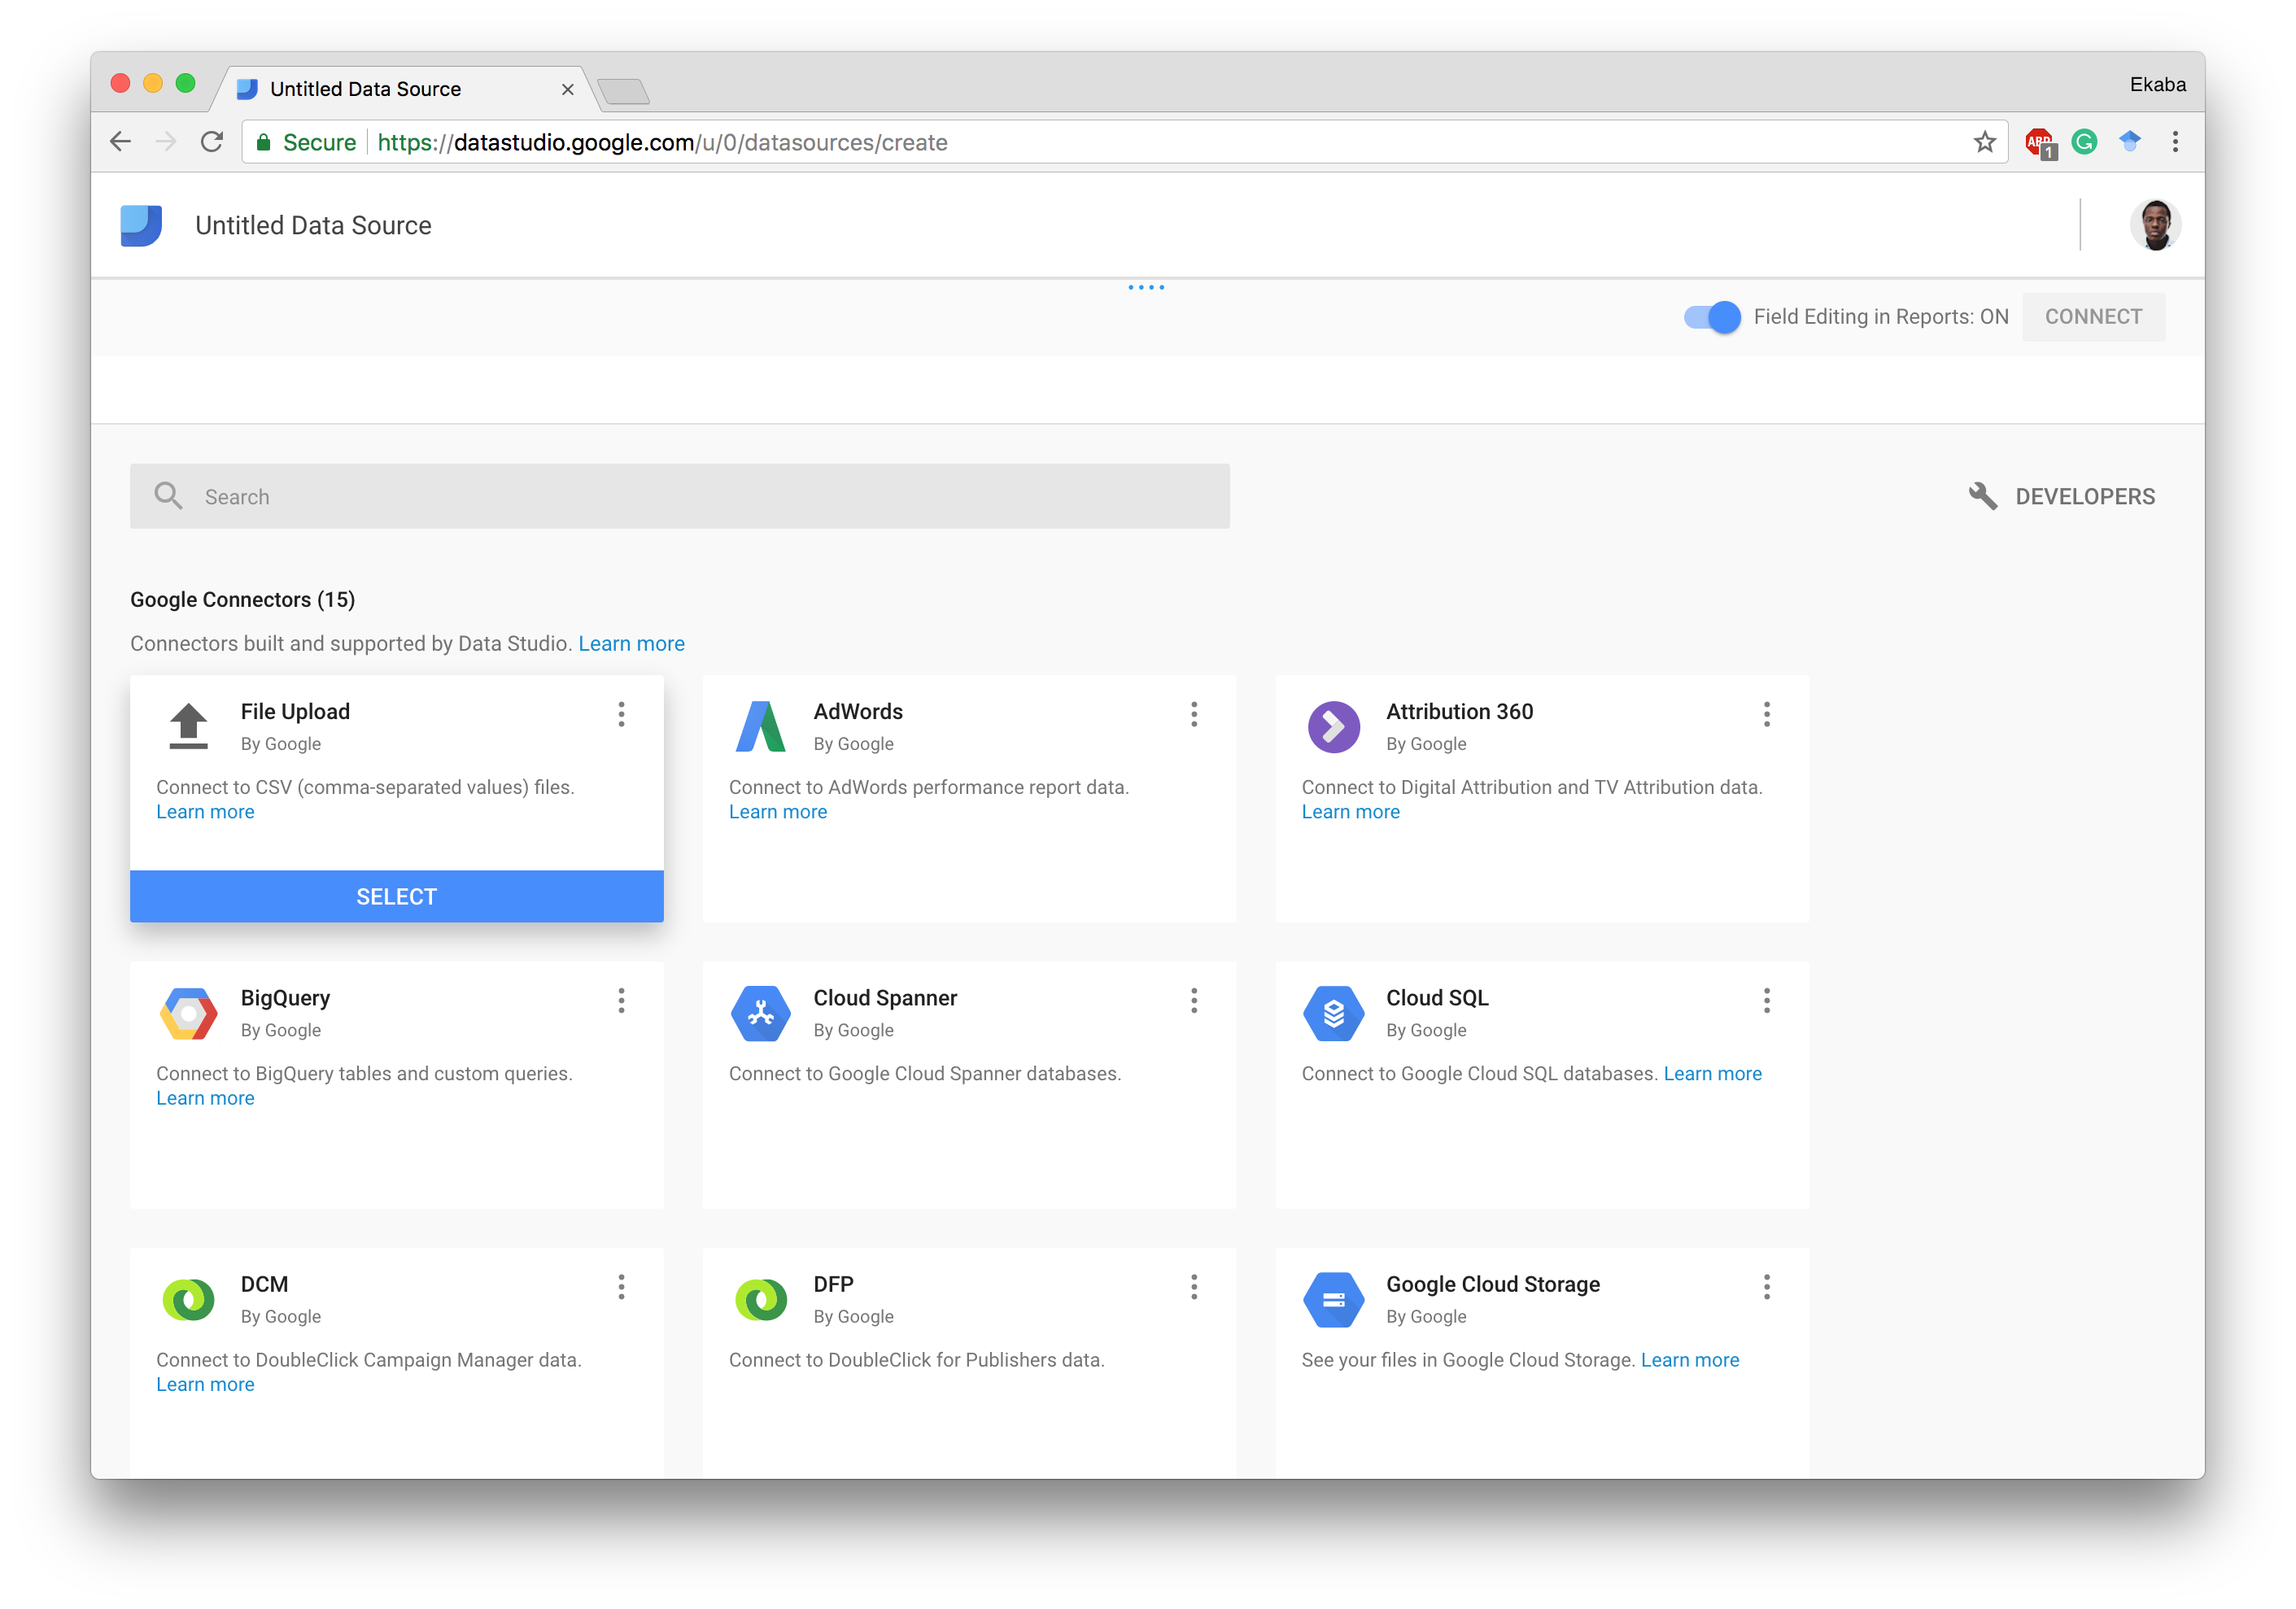 Untitled Data Source
Ekaba
Secure https://datastudio.google.com/u/0/datasources/create
ABP
1
Untitled Data Source
Field Editing in Reports: ON
CONNECT
Search
DEVELOPERS
Google Connectors (15)
Connectors built and supported by Data Studio. Learn more
File Upload
By Google
Connect to CSV (comma-separated values) files.
Learn more
SELECT
AdWords
By Google
Connect to AdWords performance report data.
Learn more
Attribution 360
By Google
Connect to Digital Attribution and TV Attribution data.
Learn more
BigQuery
By Google
Connect to BigQuery tables and custom queries.
Learn more
Cloud Spanner
By Google
Connect to Google Cloud Spanner databases.
Cloud SQL
By Google
Connect to Google Cloud SQL databases. Learn more
DCM
By Google
Connect to DoubleClick Campaign Manager data.
Learn more
DFP
By Google
Connect to DoubleClick for Publishers data.
Google Cloud Storage
By Google
See your files in Google Cloud Storage. Learn more